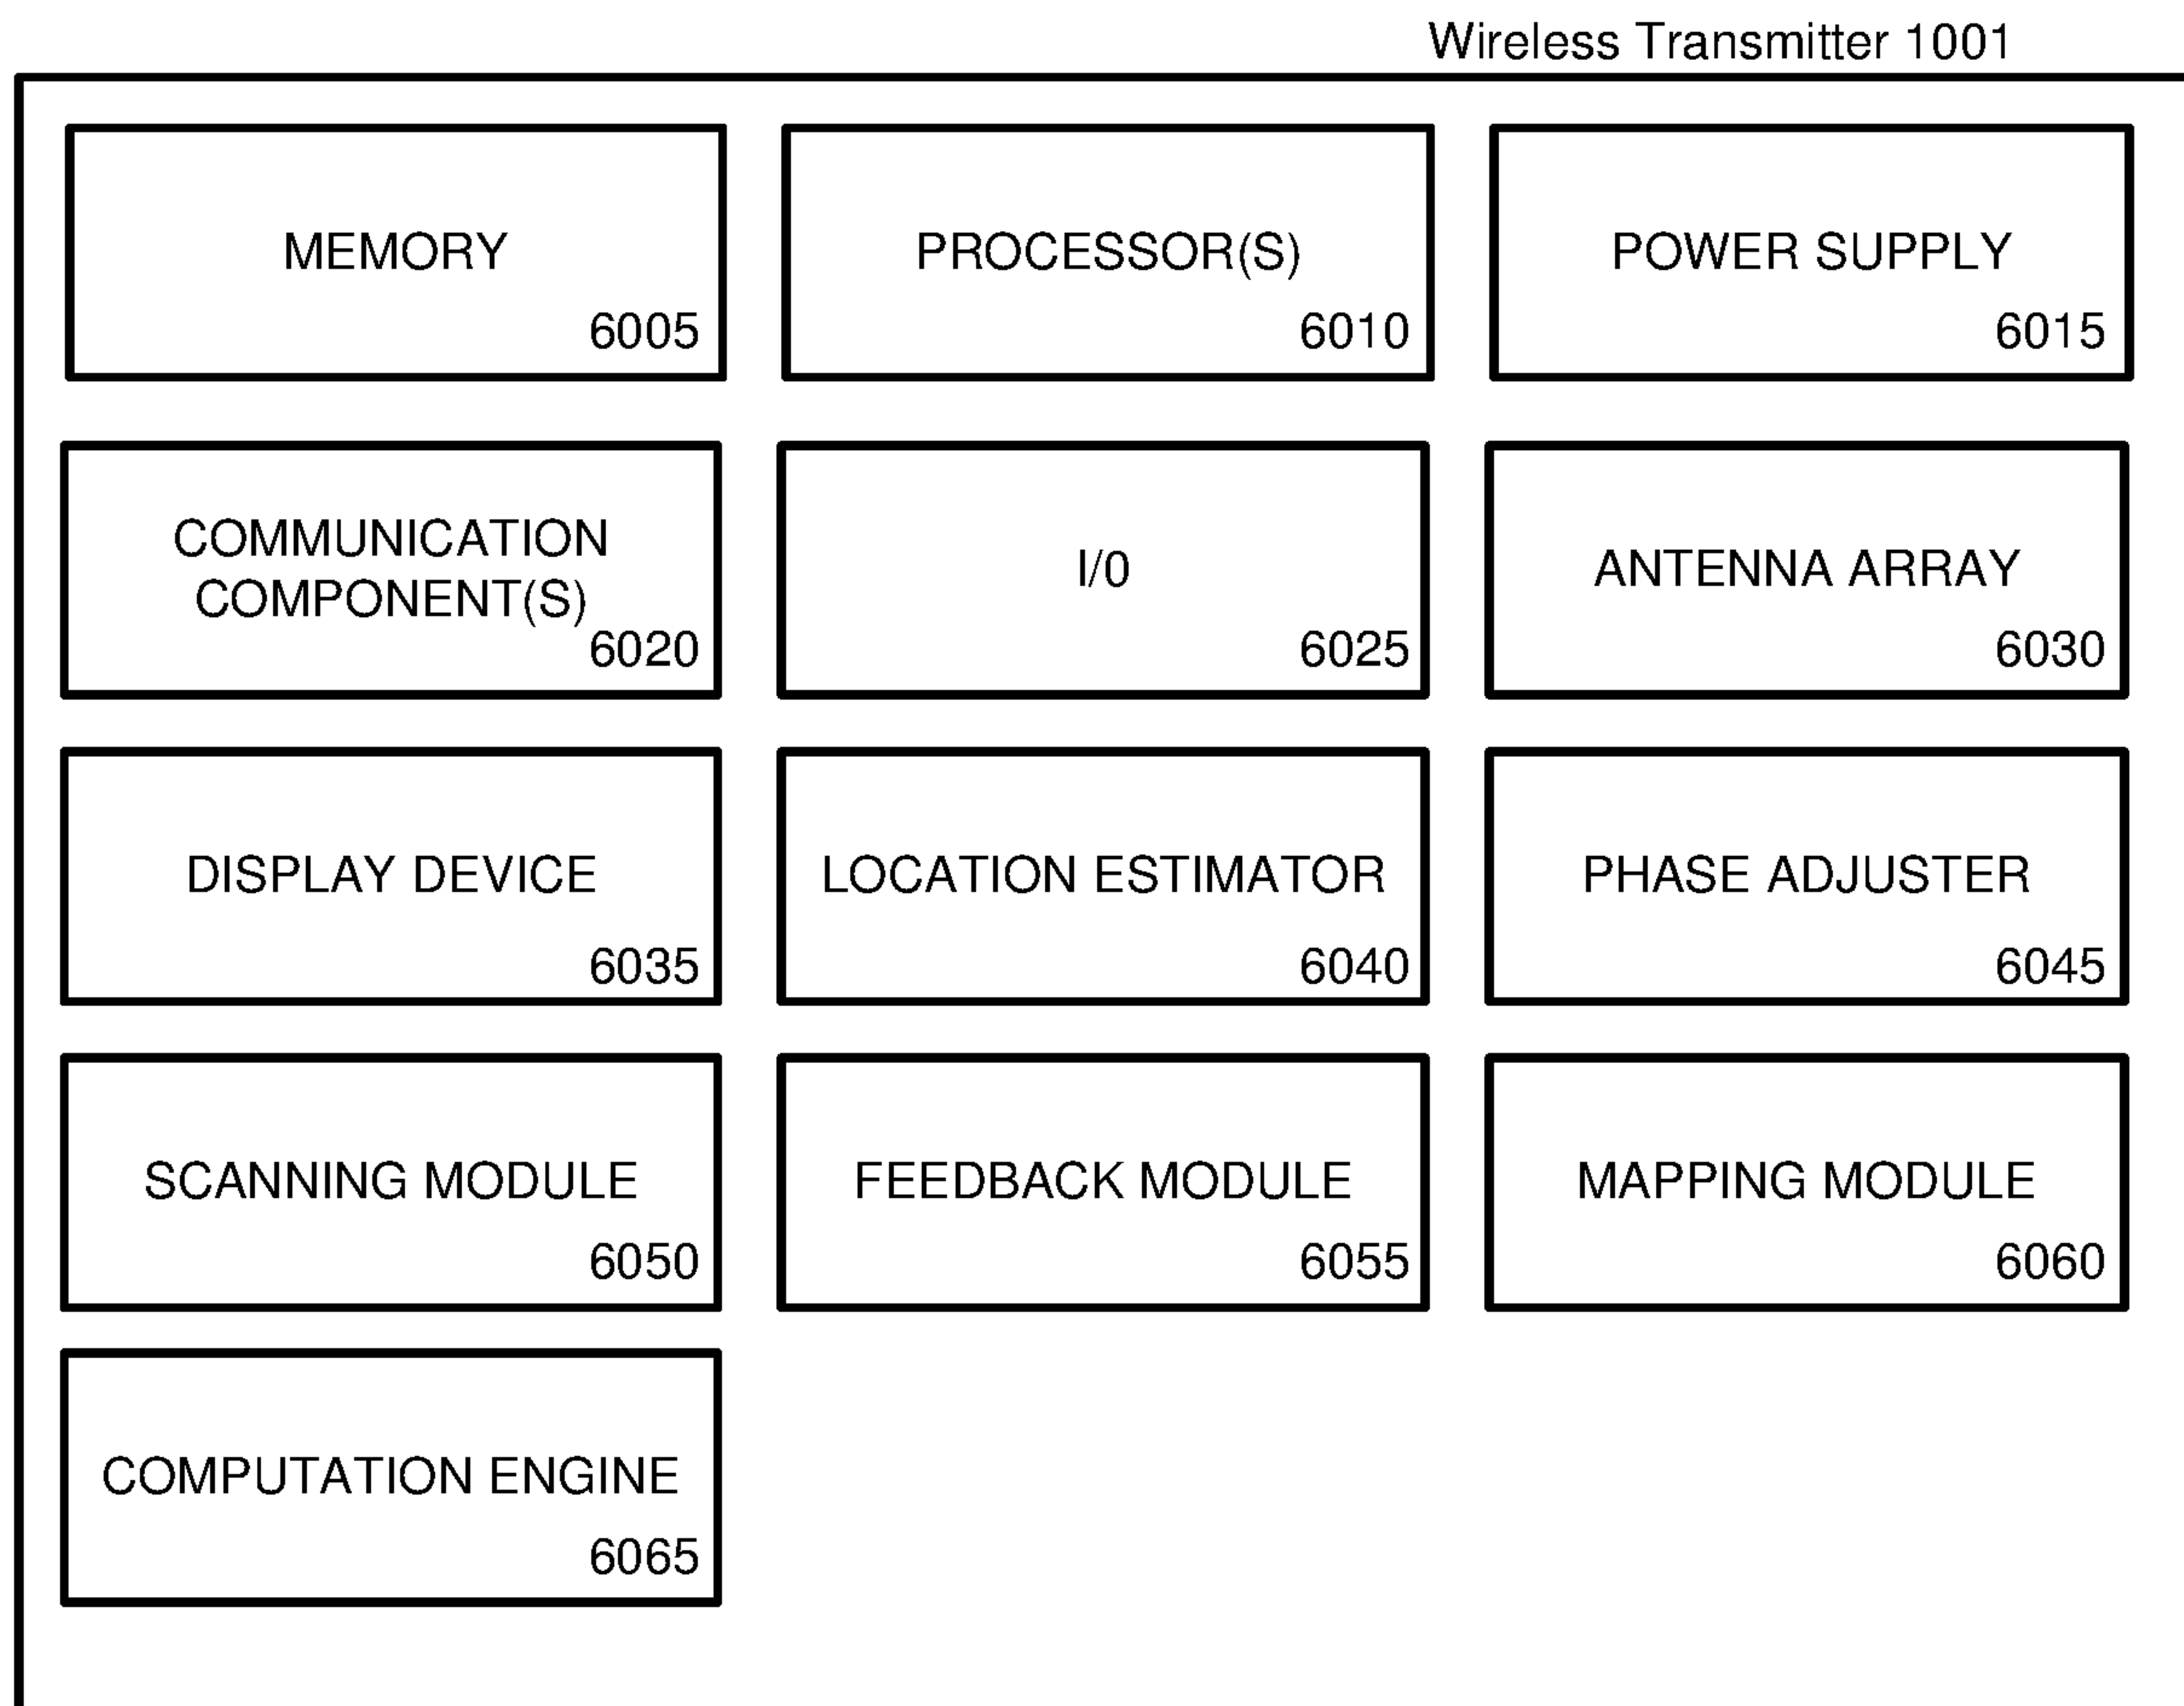 Wireless Transmitter 1001
MEMORY
6005
PROCESSOR(S)
6010
POWER SUPPLY
6015
COMMUNICATION
COMPONENT(S)
6020
I/0
6025
ANTENNA ARRAY
6030
DISPLAY DEVICE
6035
LOCATION ESTIMATOR
6040
PHASE ADJUSTER
6045
SCANNING MODULE
6050
FEEDBACK MODULE
6055
MAPPING MODULE
6060
COMPUTATION ENGINE
6065